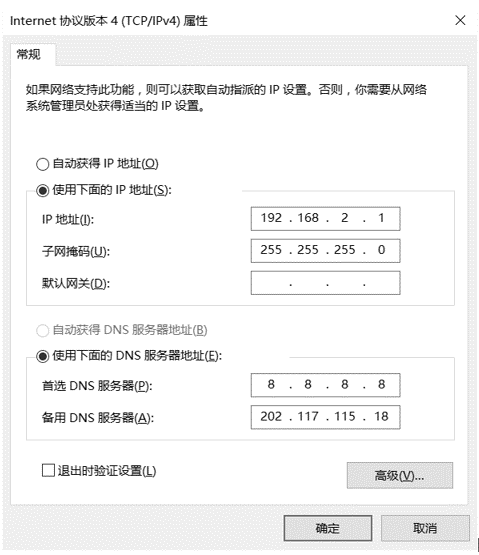 Internet 协议版本 4 (TCP/IPv4) 属性
常规
如果网络支持此功能，则可以获取自动指派的 IP 设置。否则，你需要从网络
系统管理员处获得适当的 IP 设置。
自动获得 IP 地址(O)
使用下面的 IP 地址(S):
IP 地址(I): 192 . 168 . 2 . 1
子网掩码(U): 255 . 255 . 255 . 0
默认网关(D): . . .
自动获得 DNS 服务器地址(B)
使用下面的 DNS 服务器地址(E):
首选 DNS 服务器(P): 8 . 8 . 8 . 8
备用 DNS 服务器(A): 202 . 117 . 115 . 18
退出时验证设置(L)
高级(V)...
确定 取消